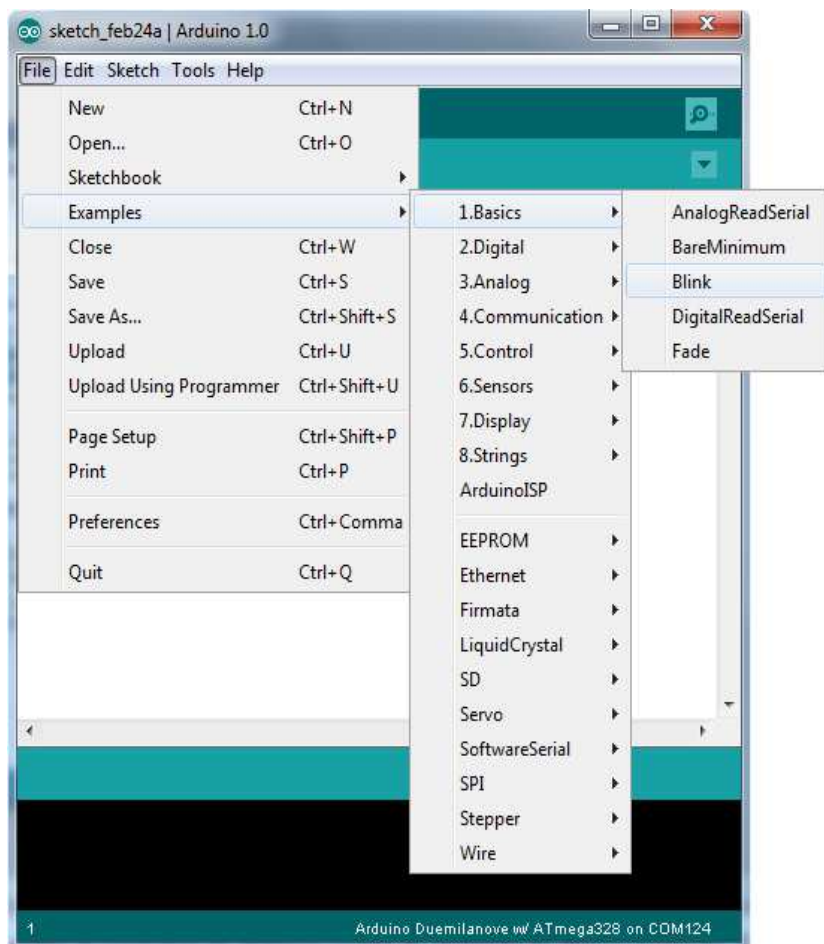 sketch_feb24a | Arduino 1.0
File Edit Sketch Tools Help
New Ctrl+N
Open... Ctrl+O
Sketchbook
Examples
Close Ctrl+W
Save Ctrl+S
Save As... Ctrl+Shift+S
Upload Ctrl+U
Upload Using Programmer Ctrl+Shift+U
Page Setup Ctrl+Shift+P
Print Ctrl+P
Preferences Ctrl+Comma
Quit Ctrl+Q
1.Basics
2.Digital
3.Analog
4.Communication
5.Control
6.Sensors
7.Display
8.Strings
ArduinoISP
EEPROM
Ethernet
Firmata
LiquidCrystal
SD
Servo
SoftwareSerial
SPI
Stepper
Wire
AnalogReadSerial
BareMinimum
Blink
DigitalReadSerial
Fade
1 Arduino Duemilanove w/ ATmega328 on COM124